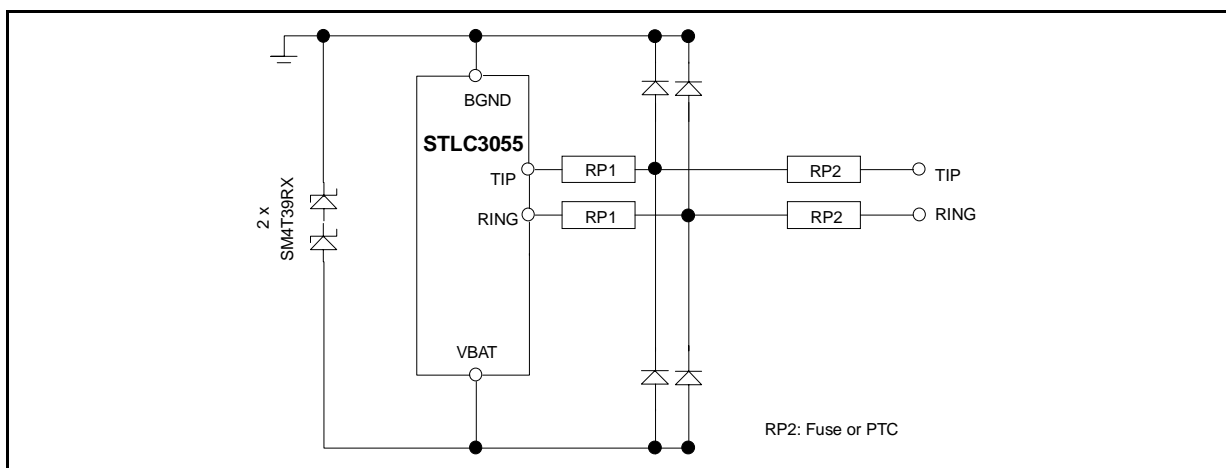 BGND
STLC3055
TIP
RP1
RP2
TIP
RING
RP1
RP2
RING
2 x
SM4T39RX
VBAT
RP2: Fuse or PTC